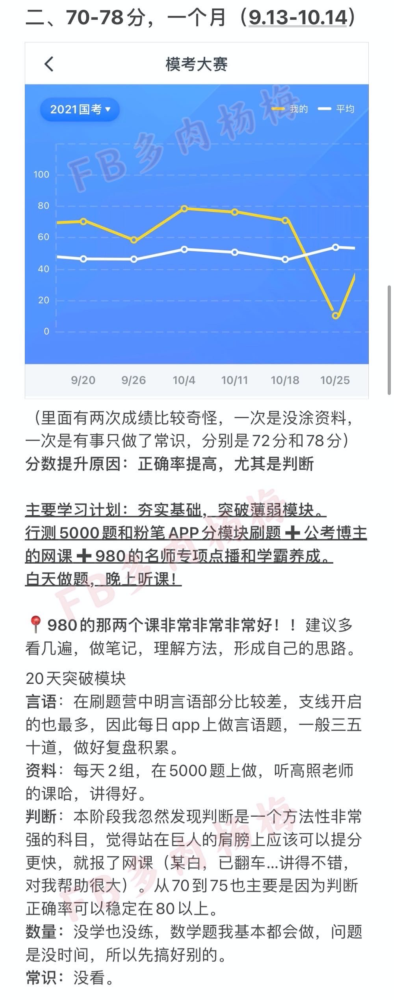 二、70-78分，一个月（9.13-10.14）
模考大赛
2021国考▼
我的 平均
FB多肉杨梅
100
80
60
40
20
0
9/20 9/26 10/4 10/11 10/18 10/25
（里面有两次成绩比较奇怪，一次是没涂资料，
一次是有事只做了常识，分别是72分和78分）
分数提升原因：正确率提高，尤其是判断
主要学习计划：夯实基础，突破薄弱模块。
行测5000题和粉笔APP分模块刷题➕公考博主
的网课➕980的名师专项点播和学霸养成。
白天做题，晚上听课！
FB多肉杨梅
📍980的那两个课非常非常非常好！！建议多
看几遍，做笔记，理解方法，形成自己的思路。
20天突破模块
言语：在刷题营中明言语部分比较差，支线开启
的也最多，因此每日app上做言语题，一般三五
十道，做好复盘积累。
资料：每天2组，在5000题上做，听高照老师
的课哈，讲得好。
判断：本阶段我忽然发现判断是一个方法性非常
强的科目，觉得站在巨人的肩膀上应该可以提分
更快，就报了网课（某白，已翻车…讲得不错，
对我帮助很大）。从70到75也主要是因为判断
正确率可以稳定在80以上。
FB多肉杨梅
数量：没学也没练，数学题我基本都会做，问题
是没时间，所以先搞好别的。
常识：没看。